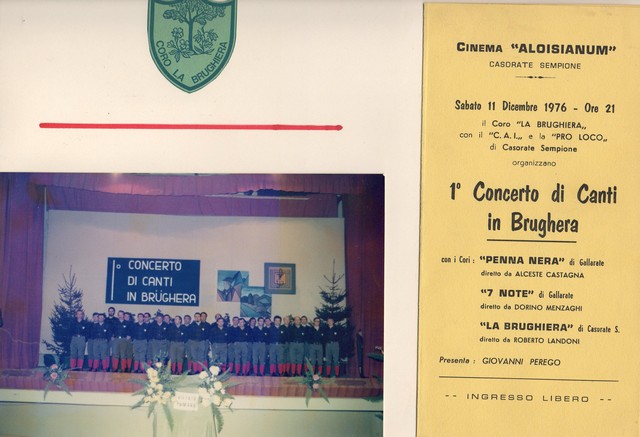 CORO LA BRUGHIERA
1° CONCERTO
DI CANTI
IN BRÜGHERA
CINEMA "ALOISIANUM"
CASORATE SEMPIONE
Sabato 11 Dicembre 1976 - Ore 21
il Coro "LA BRUGHIERA„
con il "C.A.I.„ e la "PRO LOCO„
di Casorate Sempione
organizzano
1° Concerto di Canti
in Brughera
con i Cori : "PENNA NERA" di Gallarate
diretto da ALCESTE CASTAGNA
"7 NOTE" di Gallarate
diretto da DORINO MENZAGHI
"LA BRUGHIERA" di Casorate S.
diretto da ROBERTO LANDONI
Presenta : GIOVANNI PEREGO
-- INGRESSO LIBERO --